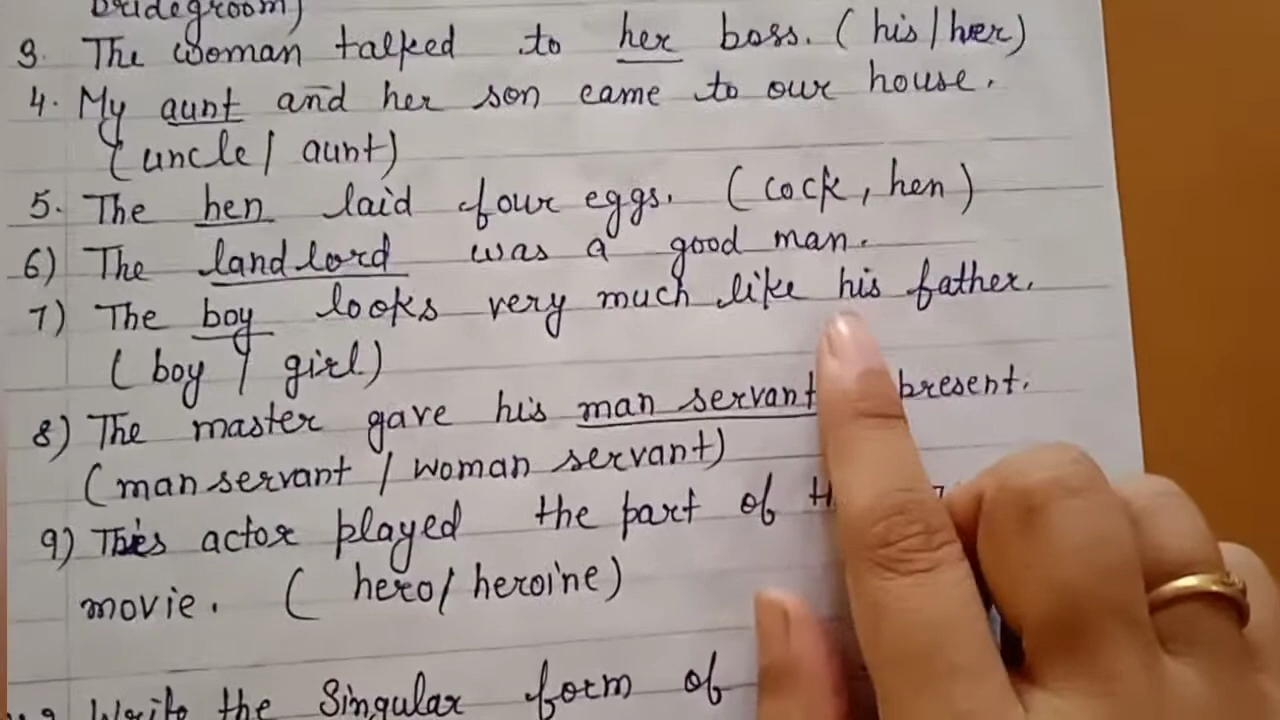 bridegroom)
3. The woman talked to her boss. (his/her)
4. My aunt and her son came to our house.
(uncle/ aunt)
5. The hen laid four eggs. (cock, hen)
6) The landlord was a good man.
7) The boy looks very much like his father.
(boy / girl)
8) The master gave his man servant present.
(man servant / woman servant)
9) This actor played the part of
movie. (hero/ heroine)
Write the Singular form of